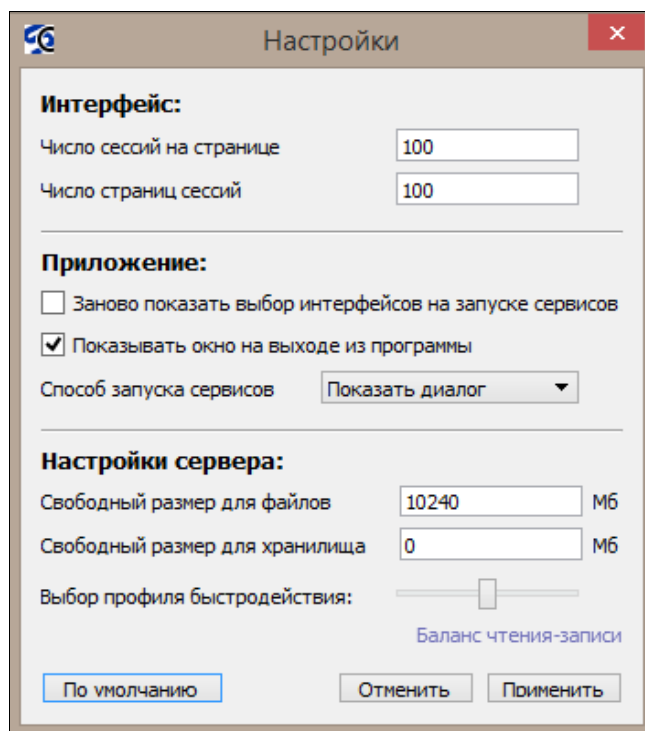 Настройки
Интерфейс:
Число сессий на странице 100
Число страниц сессий 100
Приложение:
Заново показать выбор интерфейсов на запуске сервисов
Показывать окно на выходе из программы
Способ запуска сервисов Показать диалог
Настройки сервера:
Свободный размер для файлов 10240 Мб
Свободный размер для хранилища 0 Мб
Выбор профиля быстродействия:
Баланс чтения-записи
По умолчанию Отменить Применить